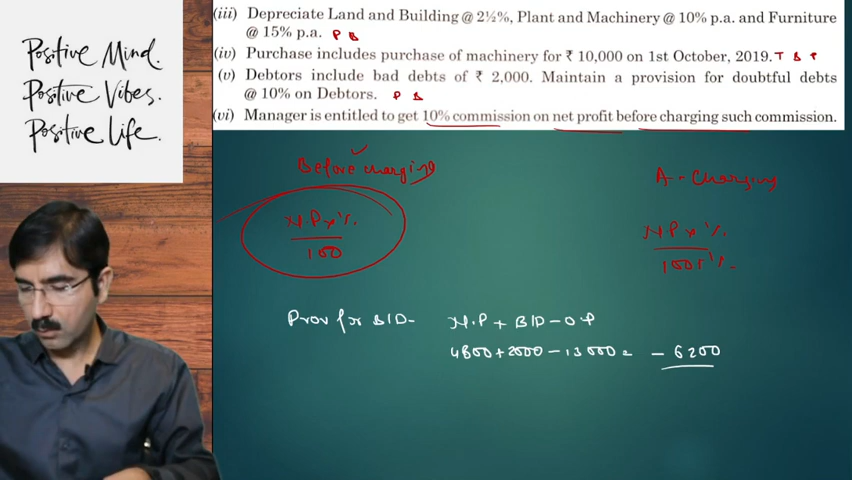 Positive Mind.
Positive Vibes.
Positive Life.
(iii) Depreciate Land and Building @ 2½%, Plant and Machinery @ 10% p.a. and Furniture
@ 15% p.a. P B
(iv) Purchase includes purchase of machinery for ₹ 10,000 on 1st October, 2019. T B P
(v) Debtors include bad debts of ₹ 2,000. Maintain a provision for doubtful debts
@ 10% on Debtors. P B
(vi) Manager is entitled to get 10% commission on net profit before charging such commission.
Before charging
N.P x %
100
A - Charging
N P x %
100+ %
Prov for B/D- N.P + B/D - O.P
4800+2000-13000= -6200